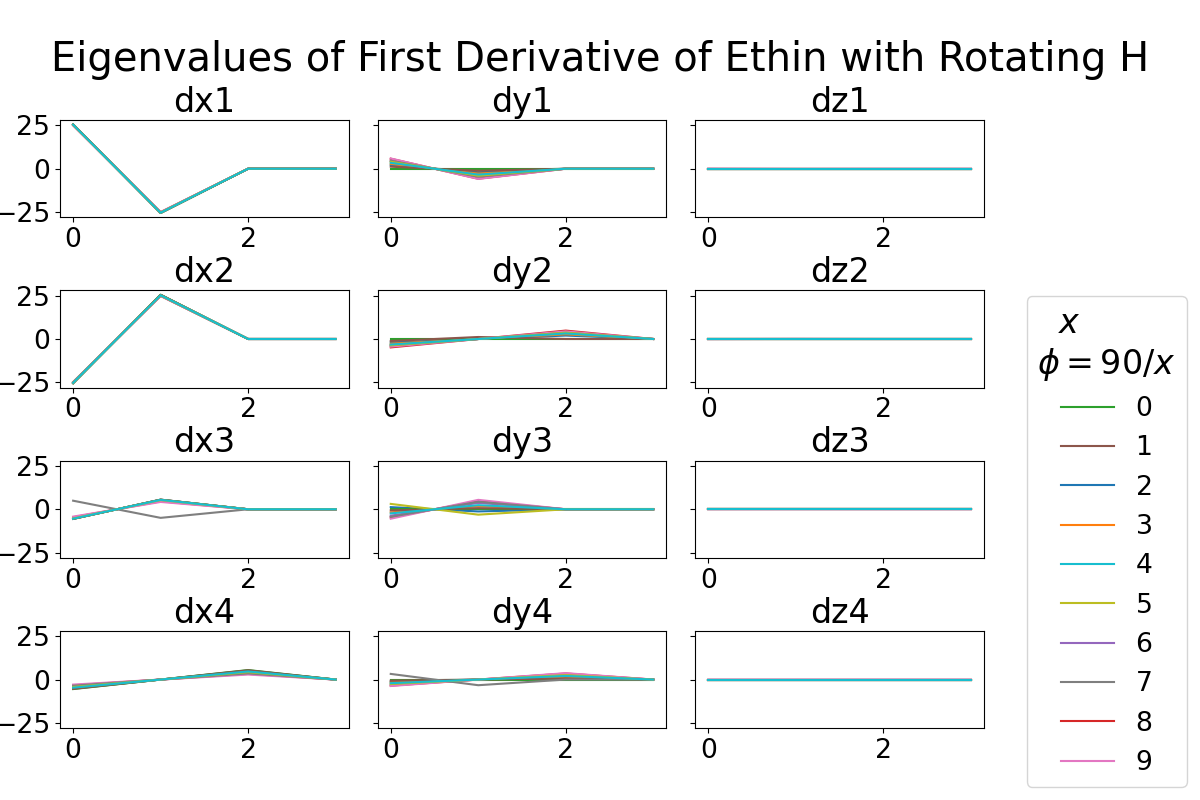 Eigenvalues of First Derivative of Ethin with Rotating H
dx1 dy1 dz1
25
0
−25
0 2 0 2 0 2
dx2 dy2 dz2
25
0
−25
0 2 0 2 0 2
dx3 dy3 dz3
25
0
−25
0 2 0 2 0 2
dx4 dy4 dz4
25
0
−25
0 2 0 2 0 2
x
ϕ = 90/x
0
1
2
3
4
5
6
7
8
9